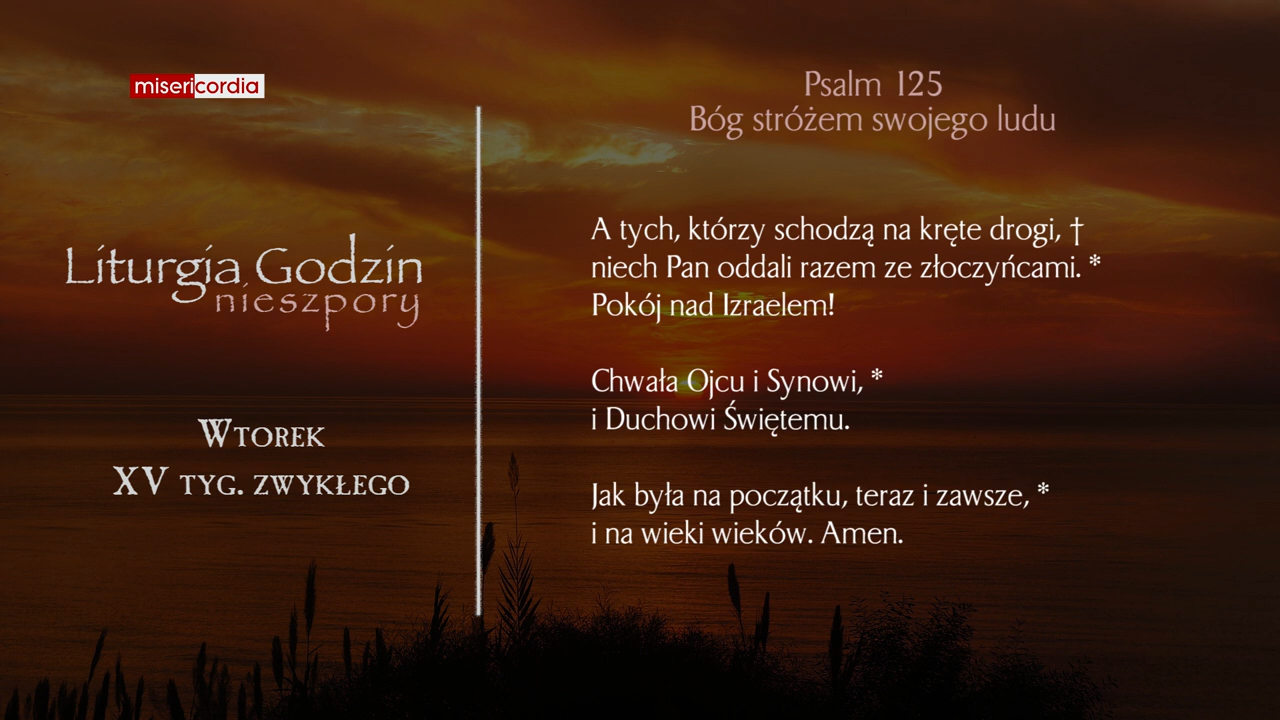 misericordia
Liturgia Godzin
nieszpory
Wtorek
XV tyg. zwykłego
Psalm 125
Bóg stróżem swojego ludu
A tych, którzy schodzą na kręte drogi, †
niech Pan oddali razem ze złoczyńcami. *
Pokój nad Izraelem!
Chwała Ojcu i Synowi, *
i Duchowi Świętemu.
Jak była na początku, teraz i zawsze, *
i na wieki wieków. Amen.